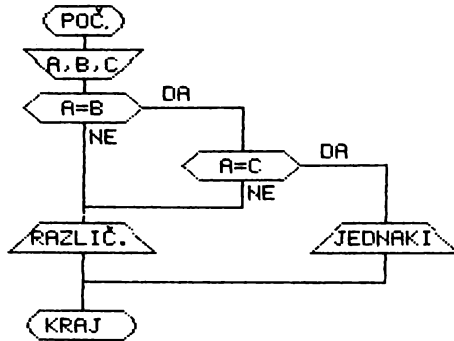 POČ.
A,B,C
A=B
DA
NE
A=C
DA
NE
RAZLIČ.
JEDNAKI
KRAJ